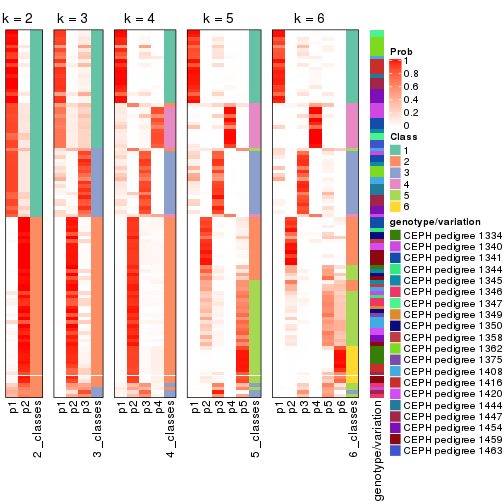 k = 2
k = 3
k = 4
k = 5
k = 6
p1
p2
2_classes
p1
p2
p3
3_classes
p1
p2
p3
p4
4_classes
p1
p2
p3
p4
p5
5_classes
p1
p2
p3
p4
p5
p6
6_classes
genotype/variation
Prob
1
0.8
0.6
0.4
0.2
0
Class
1
2
3
4
5
6
genotype/variation
CEPH pedigree 1334
CEPH pedigree 1340
CEPH pedigree 1341
CEPH pedigree 1344
CEPH pedigree 1345
CEPH pedigree 1346
CEPH pedigree 1347
CEPH pedigree 1349
CEPH pedigree 1350
CEPH pedigree 1358
CEPH pedigree 1362
CEPH pedigree 1375
CEPH pedigree 1408
CEPH pedigree 1416
CEPH pedigree 1420
CEPH pedigree 1444
CEPH pedigree 1447
CEPH pedigree 1454
CEPH pedigree 1459
CEPH pedigree 1463